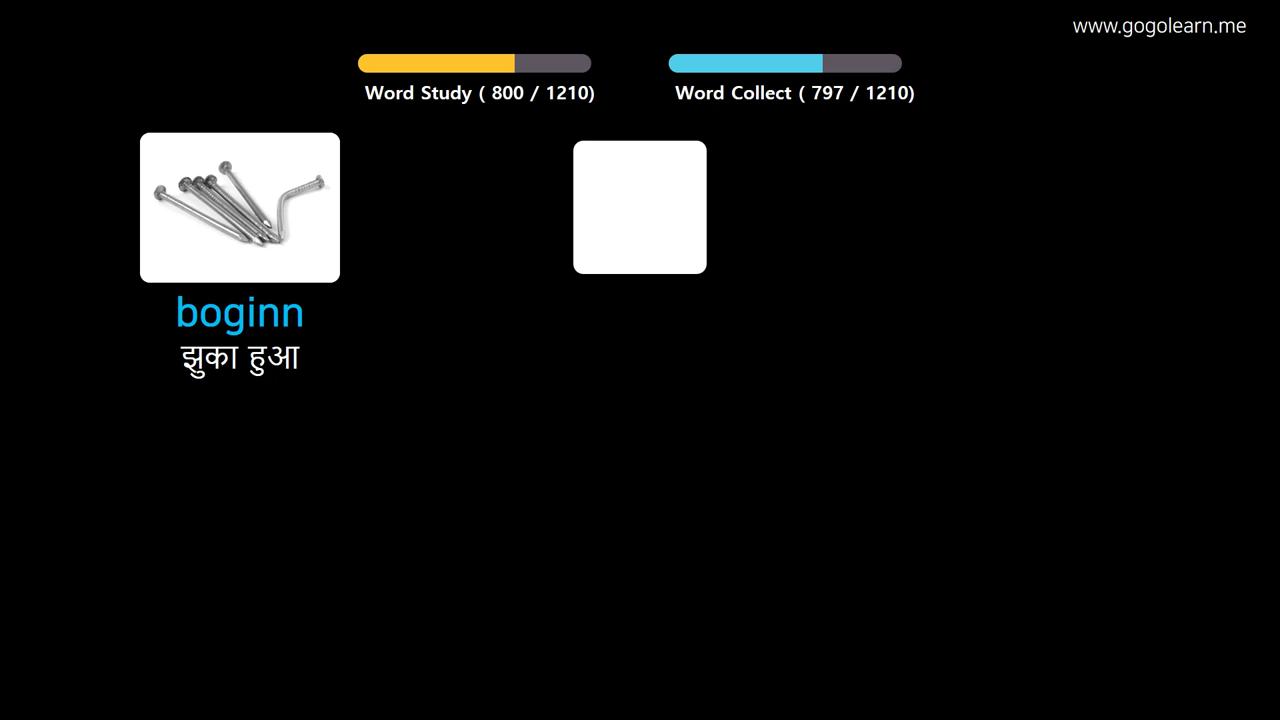 www.gogolearn.me
Word Study ( 800 / 1210)
Word Collect ( 797 / 1210)
boginn
झुका हुआ